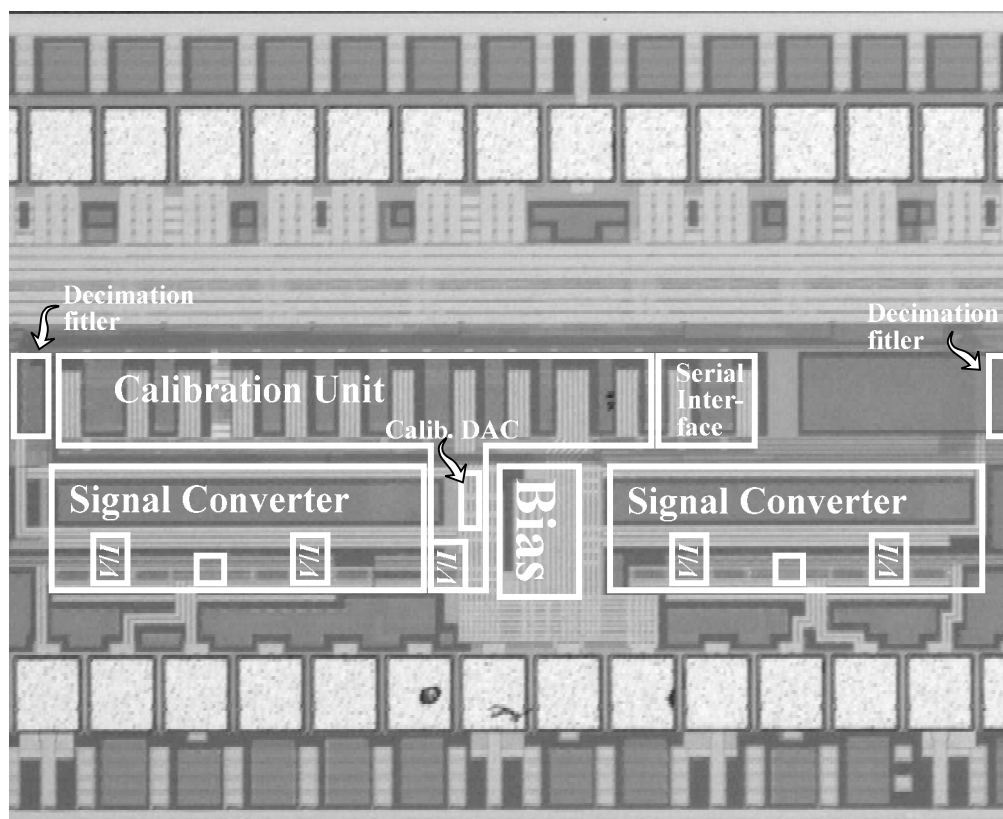 Decimation
fitler
Decimation
fitler
Calibration Unit
Serial
Inter-
face
Calib. DAC
Signal Converter
Bias
Signal Converter
V/I
V/I
V/I
V/I
V/I